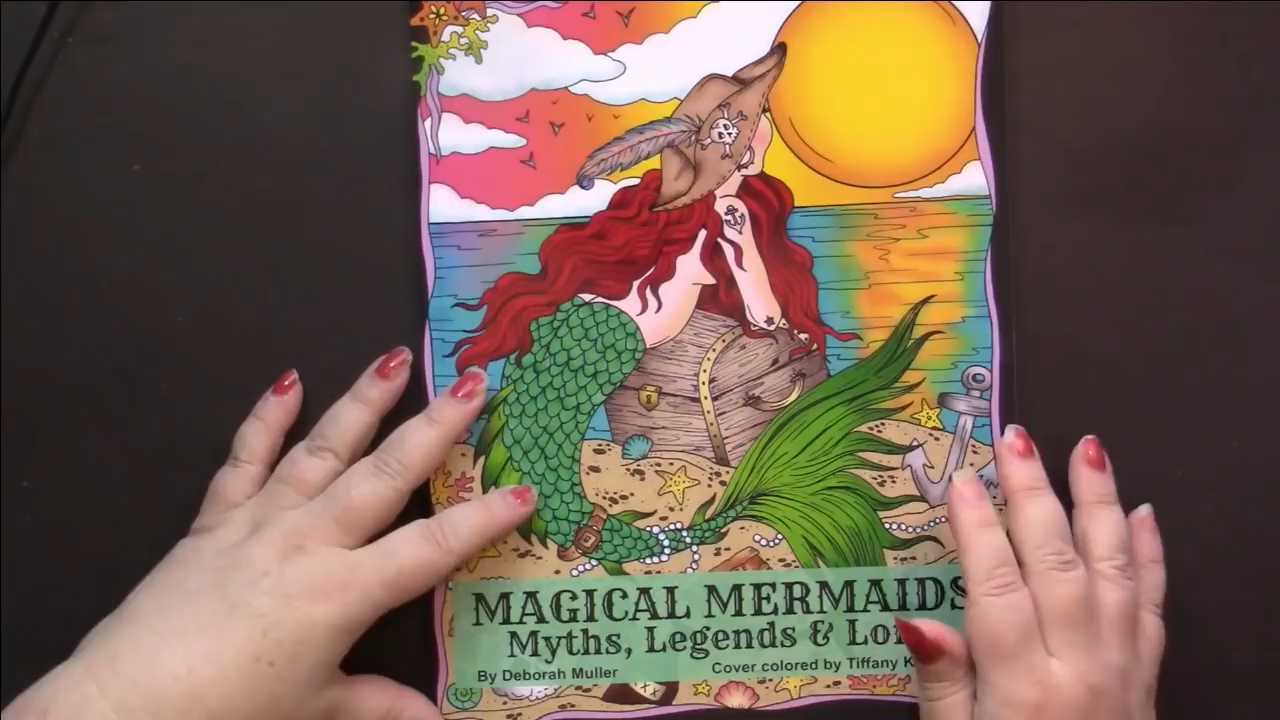 MAGICAL MERMAIDS
Myths, Legends &
By Deborah Muller
Cover colored by Tiffany